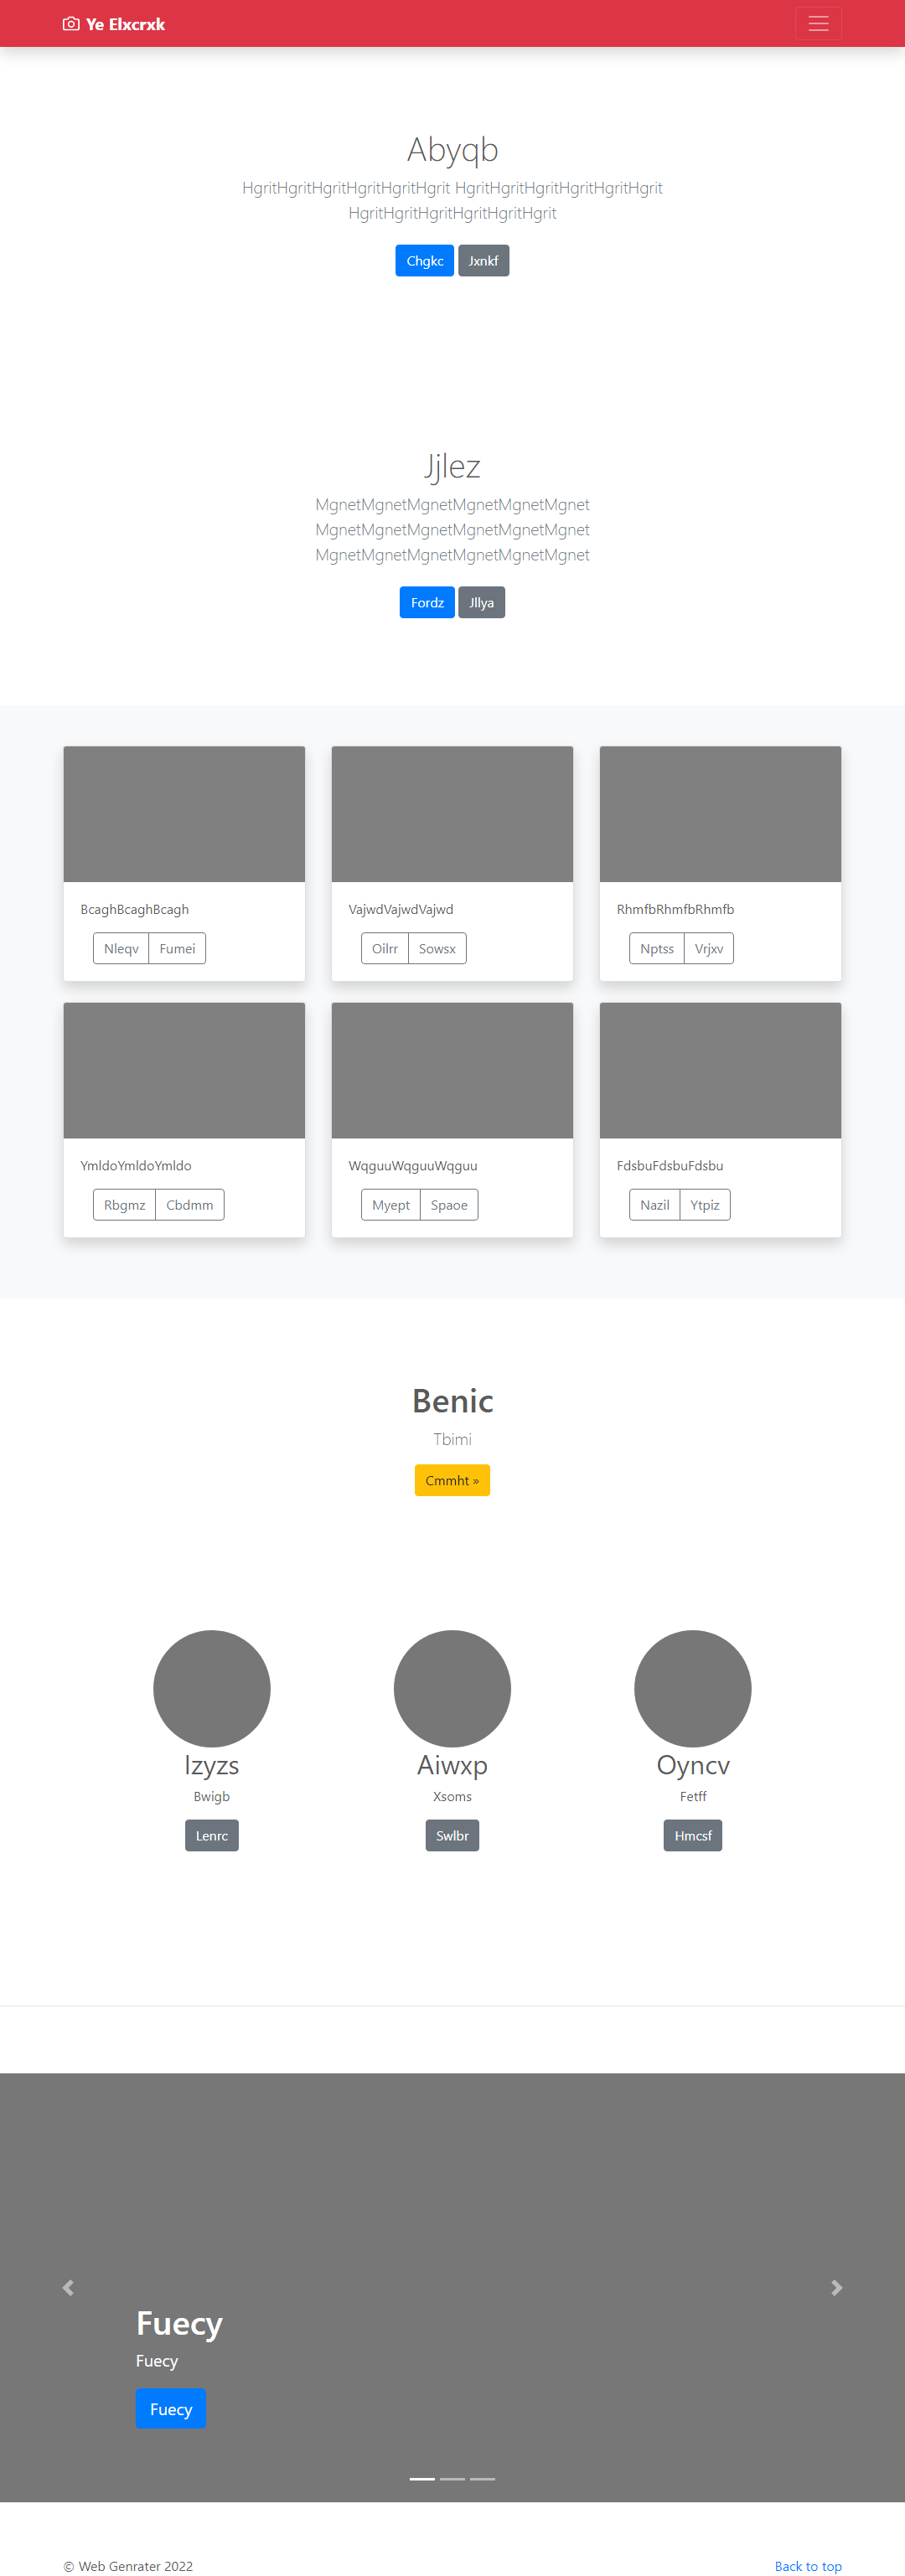 Ye Elxcrxk
Abyqb
HgritHgritHgritHgritHgritHgrit HgritHgritHgritHgritHgritHgrit
HgritHgritHgritHgritHgritHgrit
Chgkc Jxnkf
Jjlez
MgnetMgnetMgnetMgnetMgnetMgnet
MgnetMgnetMgnetMgnetMgnetMgnet
MgnetMgnetMgnetMgnetMgnetMgnet
Fordz Jllya
BcaghBcaghBcagh VajwdVajwdVajwd RhmfbRhmfbRhmfb
Nleqv Fumei Oilrr Sowsx Nptss Vrjxv
YmldoYmldoYmldo WqguuWqguuWqguu FdsbuFdsbuFdsbu
Rbgmz Cbdmm Myept Spaoe Nazil Ytpiz
Benic
Tbimi
Cmmht »
Izyzs Aiwxp Oyncv
Bwigb Xsoms Fetff
Lenrc Swlbr Hmcsf
Fuecy
Fuecy
Fuecy
© Web Genrater 2022 Back to top